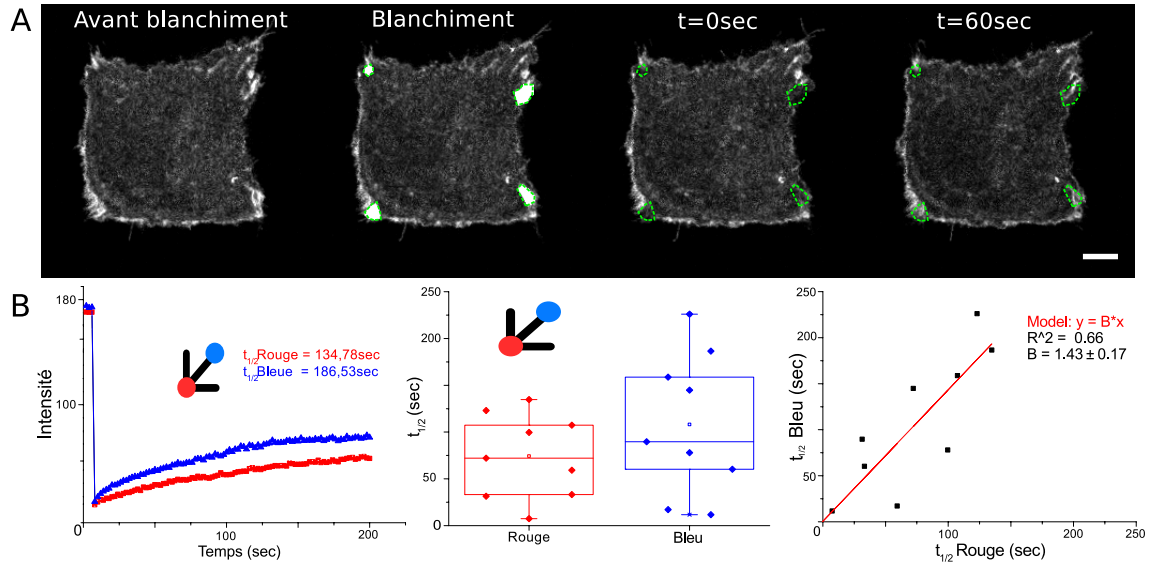 A
Avant blanchiment
Blanchiment
t=0sec
t=60sec
B
Intensité
180
100
0
0
100
200
Temps (sec)
t1/2Rouge = 134,78sec
t1/2Bleue = 186,53sec
t1/2 (sec)
250
200
50
0
Rouge
Bleu
t1/2 Bleu (sec)
250
200
50
0
0
50
100
150
200
250
t1/2 Rouge (sec)
Model: y = B*x
R^2 = 0.66
B = 1.43 ± 0.17